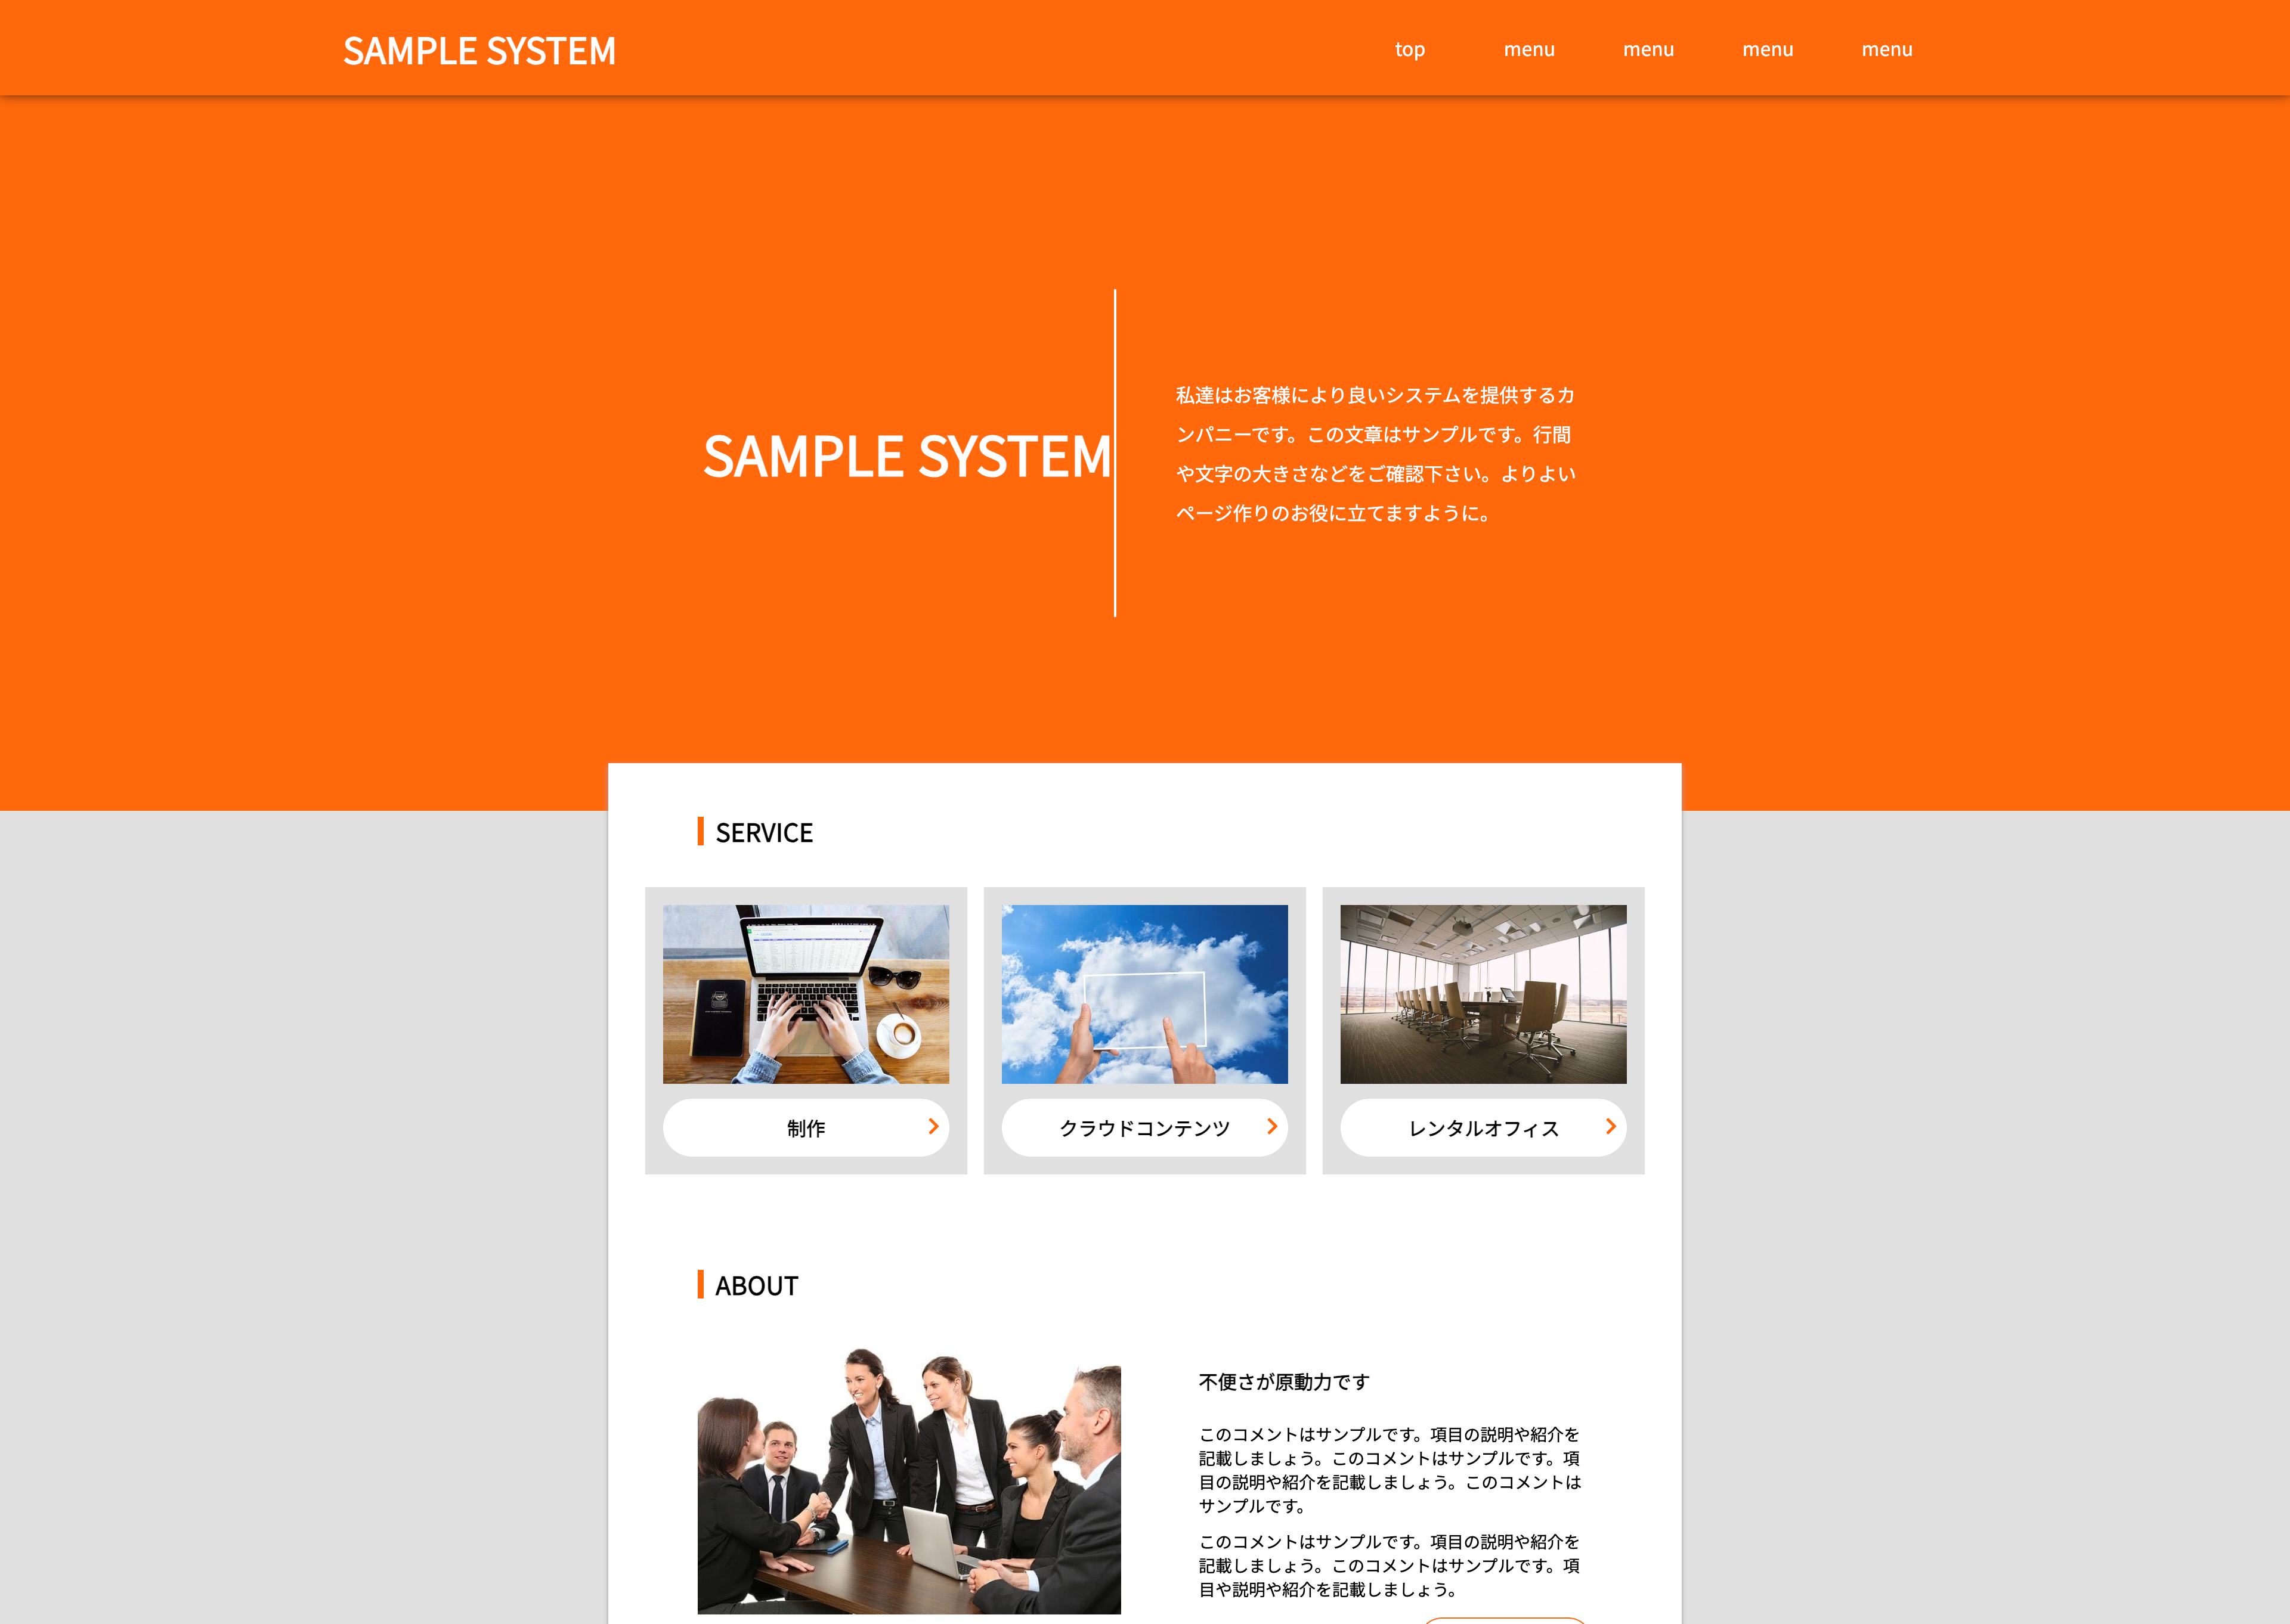 SAMPLE SYSTEM
top
menu
menu
menu
menu
SAMPLE SYSTEM
私達はお客様により良いシステムを提供するカ
ンパニーです。この文章はサンプルです。行間
や文字の大きさなどをご確認下さい。よりよい
ページ作りのお役に立てますように。
SERVICE
制作
クラウドコンテンツ
レンタルオフィス
ABOUT
不便さが原動力です
このコメントはサンプルです。項目の説明や紹介を
記載しましょう。このコメントはサンプルです。項
目の説明や紹介を記載しましょう。このコメントは
サンプルです。
このコメントはサンプルです。項目の説明や紹介を
記載しましょう。このコメントはサンプルです。項
目や説明や紹介を記載しましょう。